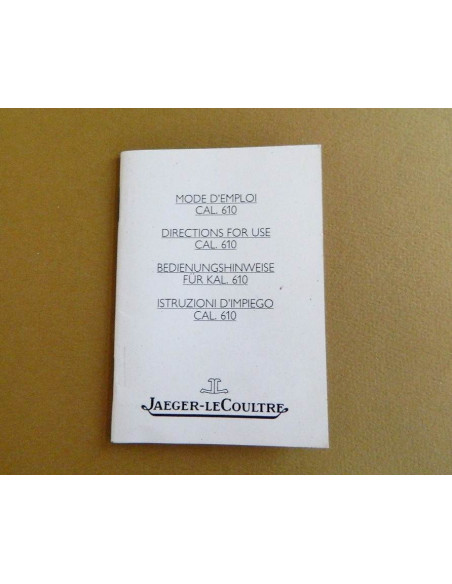 MODE D'EMPLOI
CAL. 610
DIRECTIONS FOR USE
CAL. 610
BEDIENUNGSHINWEISE
FÜR KAL. 610
ISTRUZIONI D'IMPIEGO
CAL. 610
JAEGER-LECOULTRE